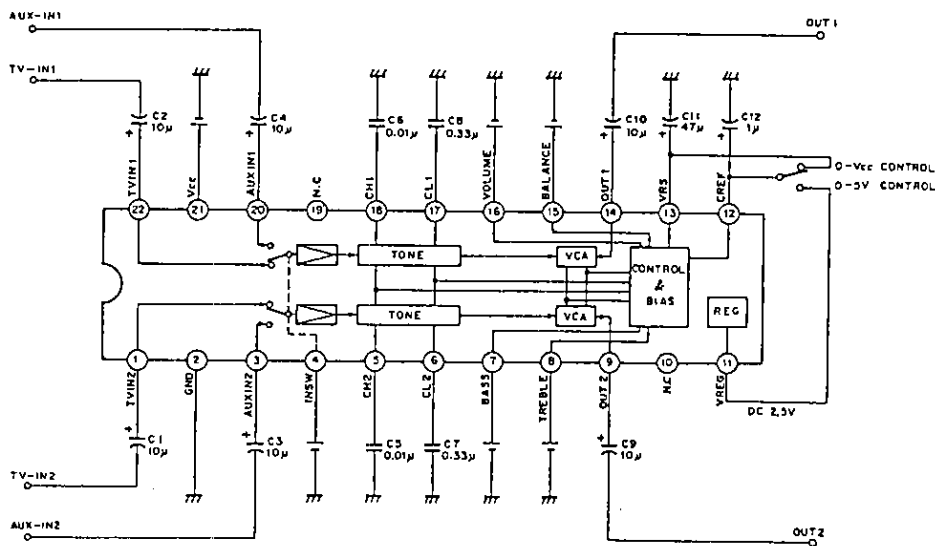 AUX-IN1
OUT 1
TV-IN1
C2
10μ
C4
10μ
C6
0.01μ
C8
0.33μ
C10
10μ
C11
47μ
C12
1μ
0-Vcc CONTROL
0-5V CONTROL
TVIN1
Vcc
AUXIN1
N.C
CH1
CL1
VOLUME
BALANCE
OUT1
VRS
CREF
22
21
20
19
18
17
16
15
14
13
12
TONE
VCA
CONTROL
&
BIAS
TONE
VCA
REG
1
2
3
4
5
6
7
8
9
10
11
TVIN2
GND
AUXIN2
INSW
CH2
CL2
BASS
TREBLE
OUT2
N.C
VREG
DC 2,5V
C1
10μ
C3
10μ
C5
0.01μ
C7
0.33μ
C9
10μ
TV-IN2
AUX-IN2
OUT2